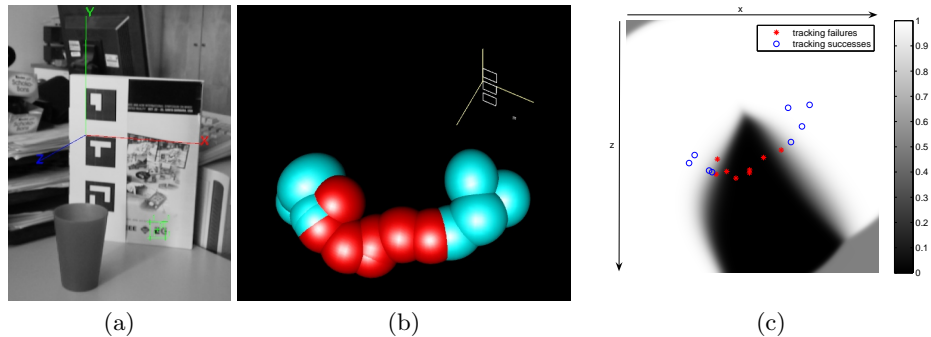 Y
X
Z
EE
x
tracking failures
tracking successes
z
1
0.9
0.8
0.7
0.6
0.5
0.4
0.3
0.2
0.1
0
(a)
(b)
(c)